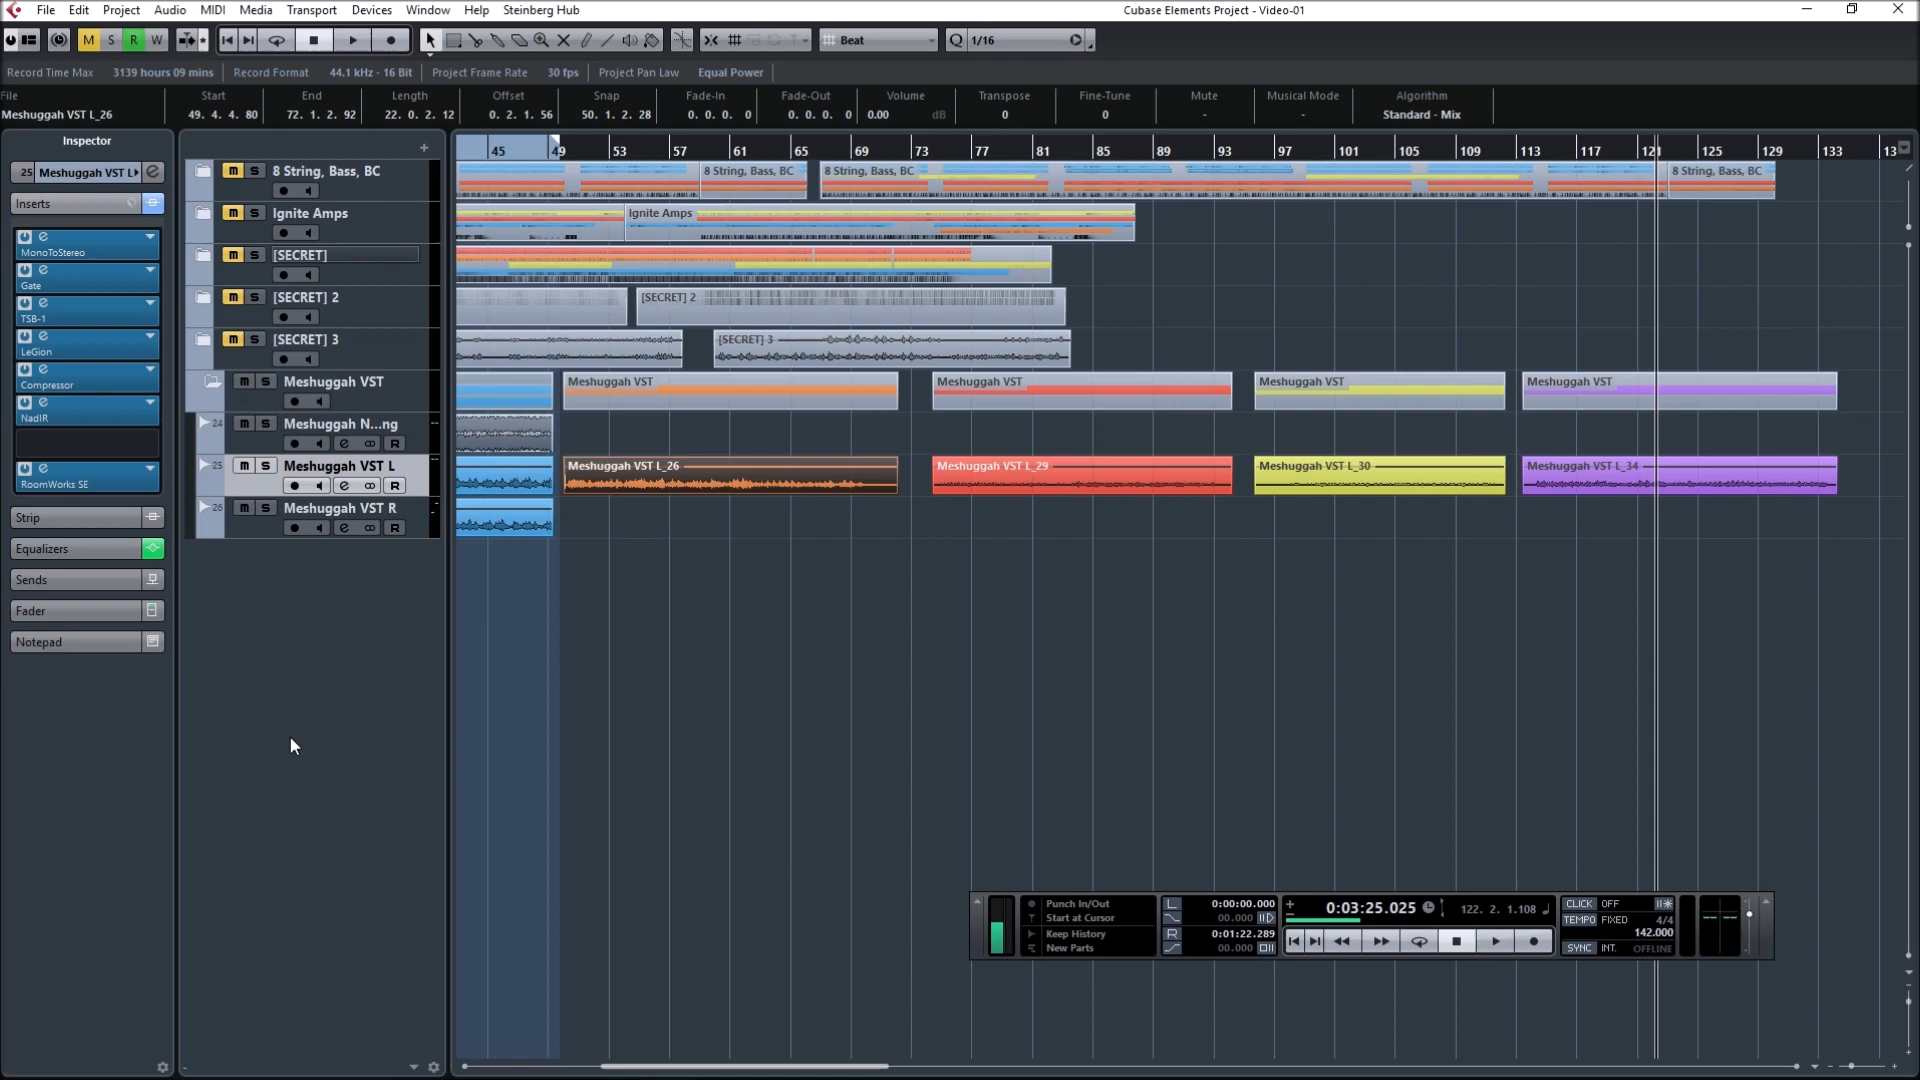 File Edit Project Audio MIDI Media Transport Devices Window Help Steinberg Hub Cubase Elements Project - Video-01
M S R W Beat Q 1/16
Record Time Max 3139 hours 09 mins Record Format 44.1 kHz - 16 Bit Project Frame Rate 30 fps Project Pan Law Equal Power
File Start End Length Offset Snap Fade-In Fade-Out Volume Transpose Fine-Tune Mute Musical Mode Algorithm
Meshuggah VST L_26 49. 4. 4. 80 72. 1. 2. 92 22. 0. 2. 12 0. 2. 1. 56 50. 1. 2. 28 0. 0. 0. 0 0. 0. 0. 0 0.00 dB 0 0 - - Standard - Mix
Inspector
45 49 53 57 61 65 69 73 77 81 85 89 93 97 101 105 109 113 117 121 125 129 133 13
25 Meshuggah VST L
Inserts
MonoToStereo
Gate
TSB-1
LeGion
Compressor
NadIR
RoomWorks SE
Strip
Equalizers
Sends
Fader
Notepad
m S 8 String, Bass, BC
m S Ignite Amps
m S [SECRET]
m S [SECRET] 2
m S [SECRET] 3
m S Meshuggah VST
24 m S Meshuggah N...ng
R
25 m S Meshuggah VST L
R
26 m S Meshuggah VST R
R
8 String, Bass, BC 8 String, Bass, BC 8 String, Bass, BC
Ignite Amps
[SECRET] 2
[SECRET] 3
Meshuggah VST Meshuggah VST Meshuggah VST Meshuggah VST
Meshuggah VST L_26 Meshuggah VST L_29 Meshuggah VST L_30 Meshuggah VST L_34
Punch In/Out L 0:00:00.000 0:03:25.025 122. 2. 1.108 CLICK OFF
Start at Cursor 00.000 TEMPO FIXED 4/4
Keep History R 0:01:22.289 142.000
New Parts 00.000 SYNC INT. OFFLINE